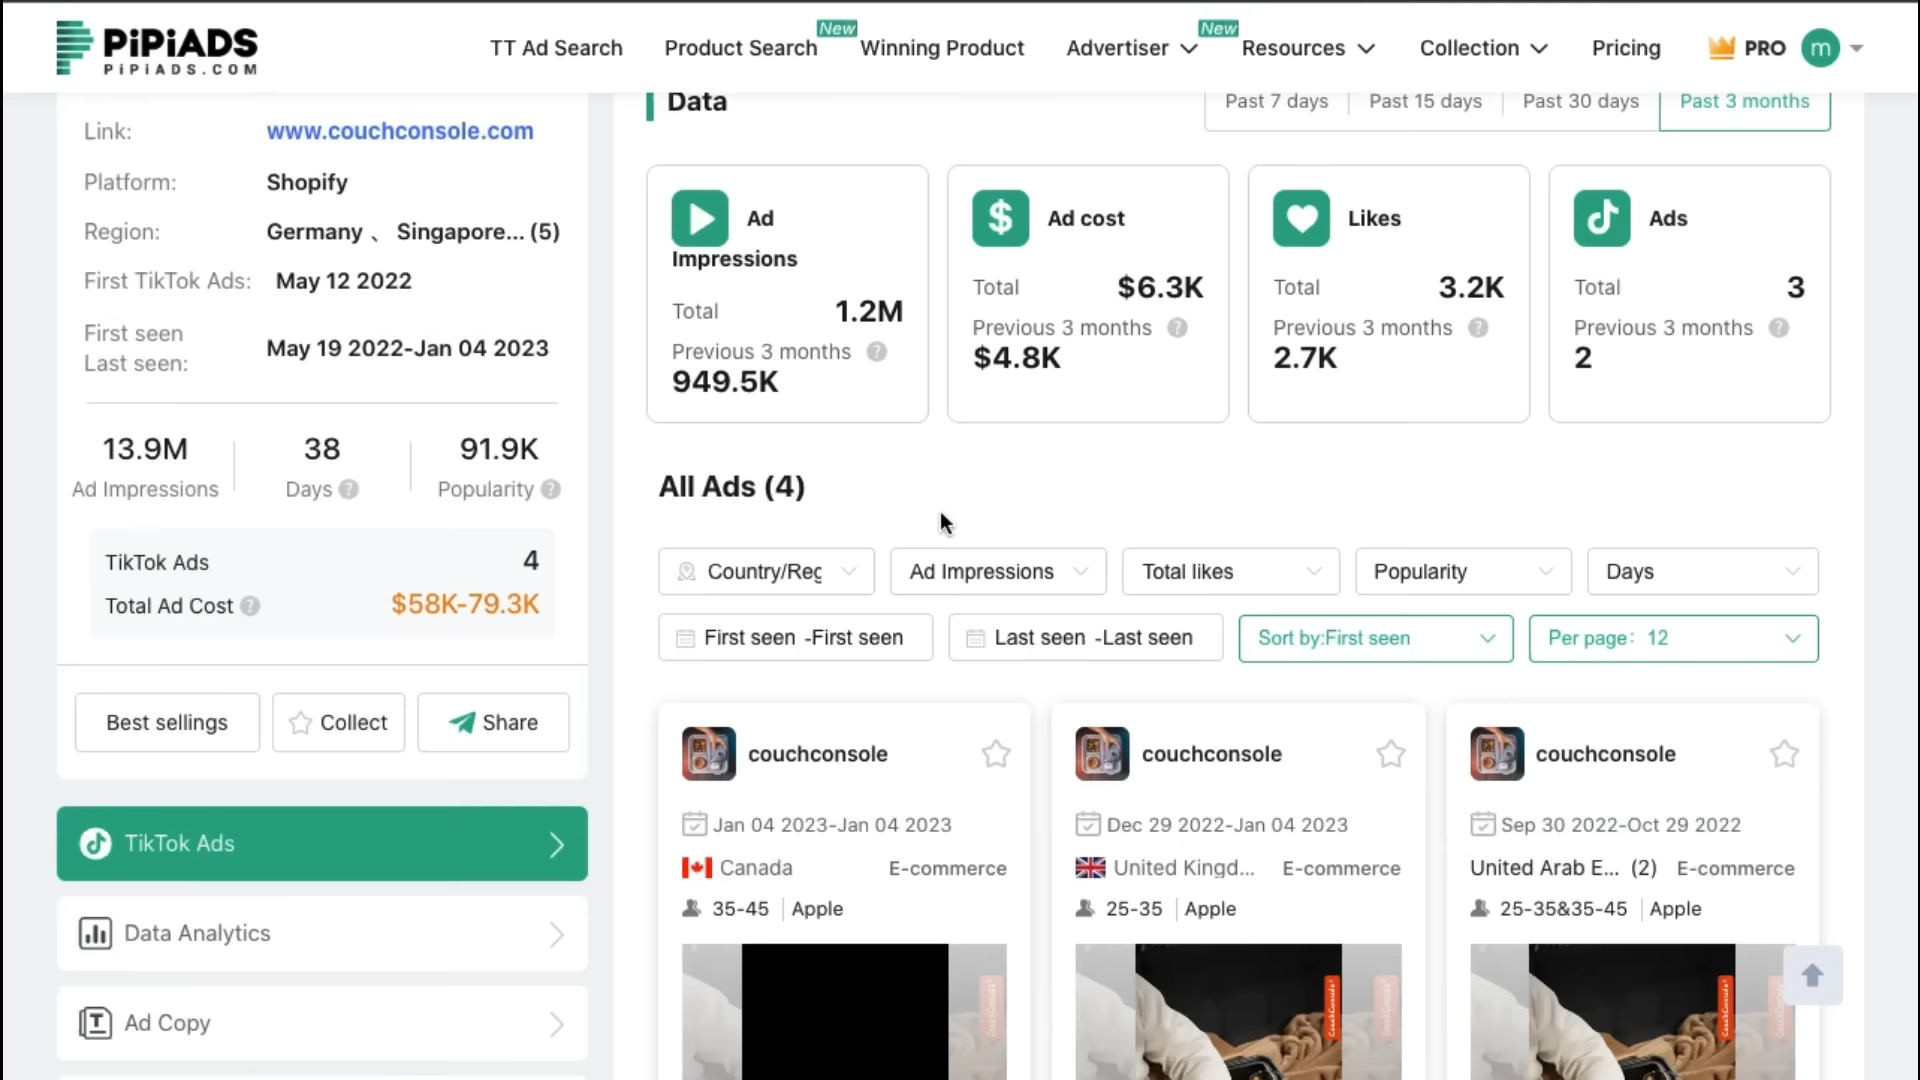 PiPiADS
PiPiADS.COM
TT Ad Search
Product Search
New
Winning Product
Advertiser
New
Resources
Collection
Pricing
PRO
m
Link:
www.couchconsole.com
Platform:
Shopify
Region:
Germany 、 Singapore... (5)
First TikTok Ads:
May 12 2022
First seen
Last seen:
May 19 2022-Jan 04 2023
13.9M
Ad Impressions
38
Days ?
91.9K
Popularity ?
TikTok Ads
4
Total Ad Cost ?
$58K-79.3K
Best sellings
Collect
Share
TikTok Ads
Data Analytics
Ad Copy
Data
Past 7 days
Past 15 days
Past 30 days
Past 3 months
Ad
Impressions
Total
1.2M
Previous 3 months ?
949.5K
$ Ad cost
Total
$6.3K
Previous 3 months ?
$4.8K
Likes
Total
3.2K
Previous 3 months ?
2.7K
Ads
Total
3
Previous 3 months ?
2
All Ads (4)
Country/Reg
Ad Impressions
Total likes
Popularity
Days
First seen -First seen
Last seen -Last seen
Sort by:First seen
Per page: 12
couchconsole
Jan 04 2023-Jan 04 2023
Canada
E-commerce
35-45
Apple
couchconsole
Dec 29 2022-Jan 04 2023
United Kingd...
E-commerce
25-35
Apple
CouchConsole
couchconsole
Sep 30 2022-Oct 29 2022
United Arab E... (2)
E-commerce
25-35&35-45
Apple
CouchConsole